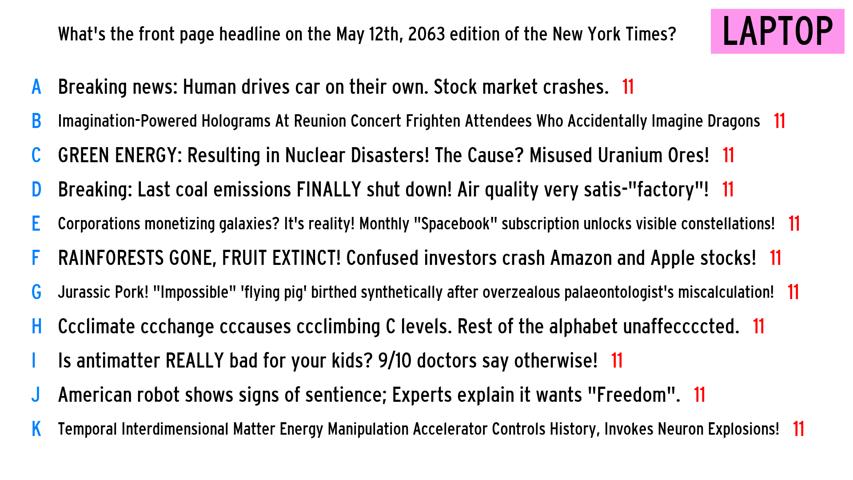 What's the front page headline on the May 12th, 2063 edition of the New York Times? LAPTOP
A Breaking news: Human drives car on their own. Stock market crashes. 11
B Imagination-Powered Holograms At Reunion Concert Frighten Attendees Who Accidentally Imagine Dragons 11
C GREEN ENERGY: Resulting in Nuclear Disasters! The Cause? Misused Uranium Ores! 11
D Breaking: Last coal emissions FINALLY shut down! Air quality very satis-"factory"! 11
E Corporations monetizing galaxies? It's reality! Monthly "Spacebook" subscription unlocks visible constellations! 11
F RAINFORESTS GONE, FRUIT EXTINCT! Confused investors crash Amazon and Apple stocks! 11
G Jurassic Pork! "Impossible" 'flying pig' birthed synthetically after overzealous palaeontologist's miscalculation! 11
H Ccclimate ccchange cccauses ccclimbing C levels. Rest of the alphabet unaffecccted. 11
I Is antimatter REALLY bad for your kids? 9/10 doctors say otherwise! 11
J American robot shows signs of sentience; Experts explain it wants "Freedom". 11
K Temporal Interdimensional Matter Energy Manipulation Accelerator Controls History, Invokes Neuron Explosions! 11